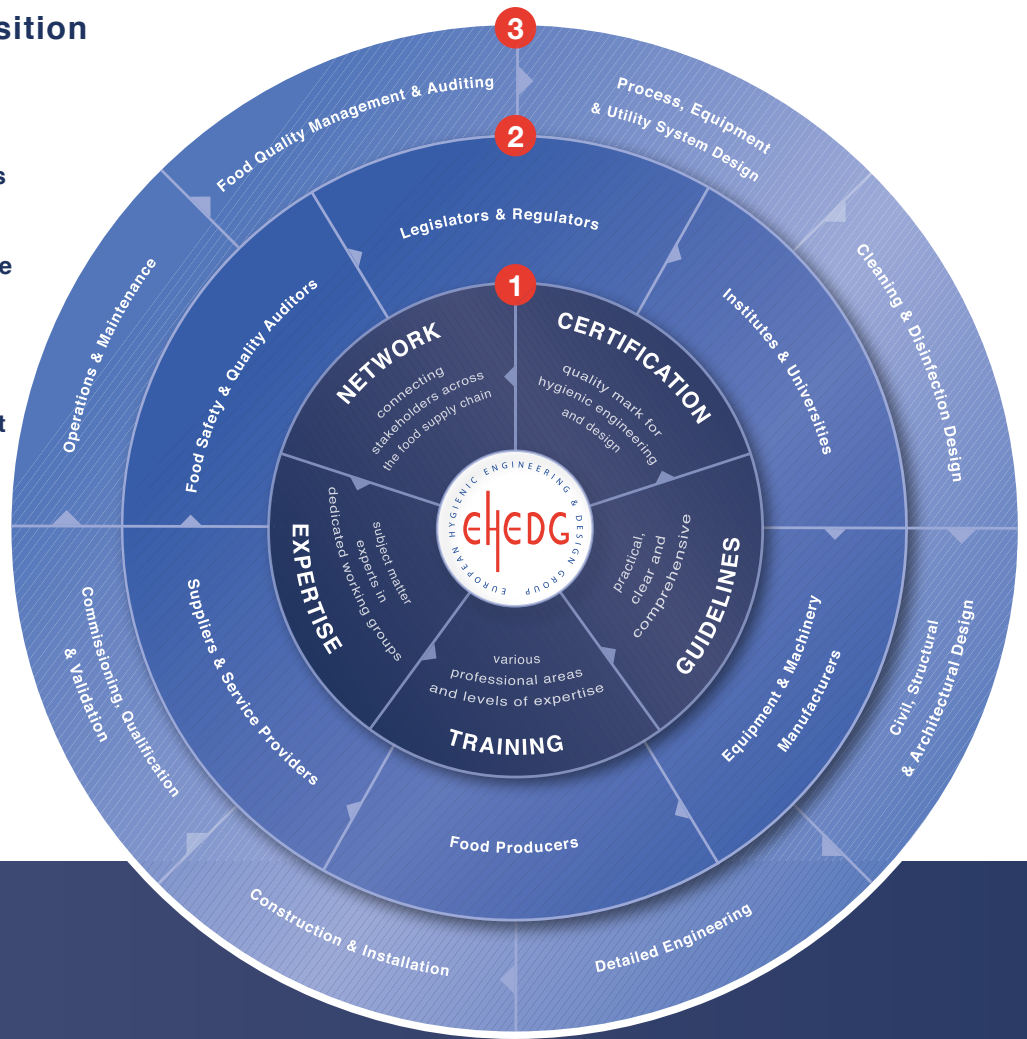 sition
s
e
t
3
Food Quality Management & Auditing
Process, Equipment
& Utility System Design
Cleaning & Disinfection Design
Civil, Structural
& Architectural Design
Detailed Engineering
Construction & Installation
Commissioning, Qualification
& Validation
Operations & Maintenance
2
Legislators & Regulators
Institutes & Universities
Equipment & Machinery
Manufacturers
Food Producers
Suppliers & Service Providers
Food Safety & Quality Auditors
1
CERTIFICATION
quality mark for
hygienic engineering
and design
GUIDELINES
practical,
clear and
comprehensive
various
professional areas
and levels of expertise
TRAINING
EXPERTISE
subject matter
experts in
dedicated working groups
NETWORK
connecting
stakeholders across
the food supply chain
EUROPEAN HYGIENIC ENGINEERING & DESIGN GROUP
EHEDG